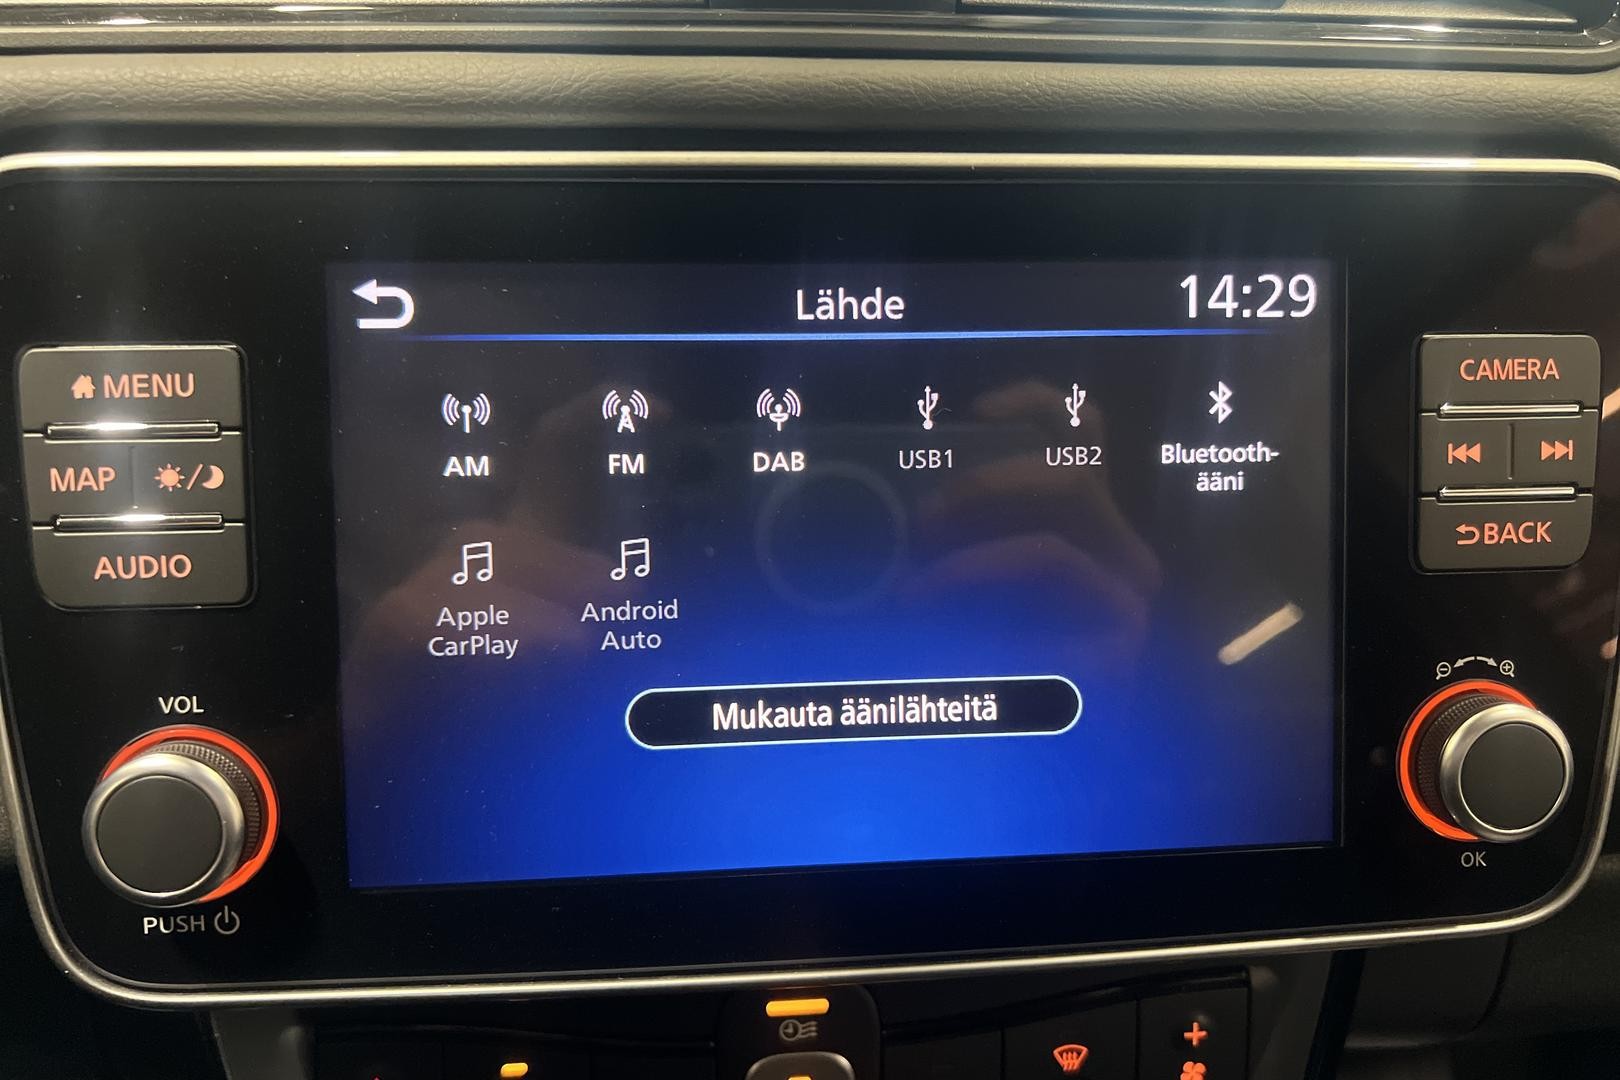 Lähde
14:29
AM
FM
DAB
USB1
USB2
Bluetooth-
ääni
Apple
CarPlay
Android
Auto
Mukauta äänilähteitä
MENU
MAP
AUDIO
VOL
PUSH
CAMERA
BACK
OK